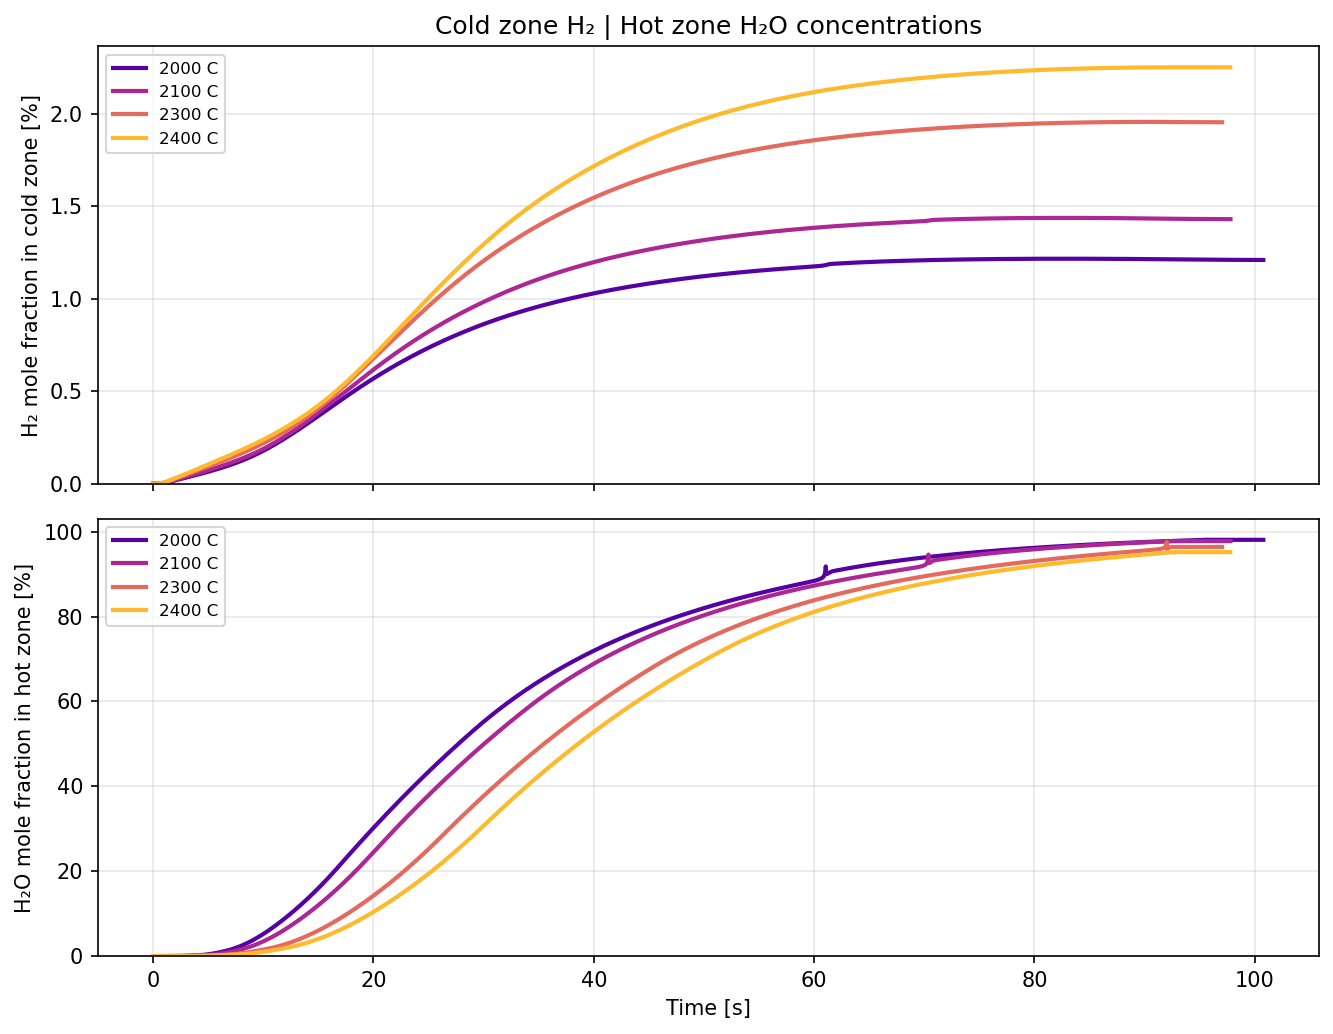 Cold zone H₂ | Hot zone H₂O concentrations
H₂ mole fraction in cold zone [%]
2.0
1.5
1.0
0.5
0.0
2000 C
2100 C
2300 C
2400 C
H₂O mole fraction in hot zone [%]
100
80
60
40
20
0
2000 C
2100 C
2300 C
2400 C
0 20 40 60 80 100
Time [s]